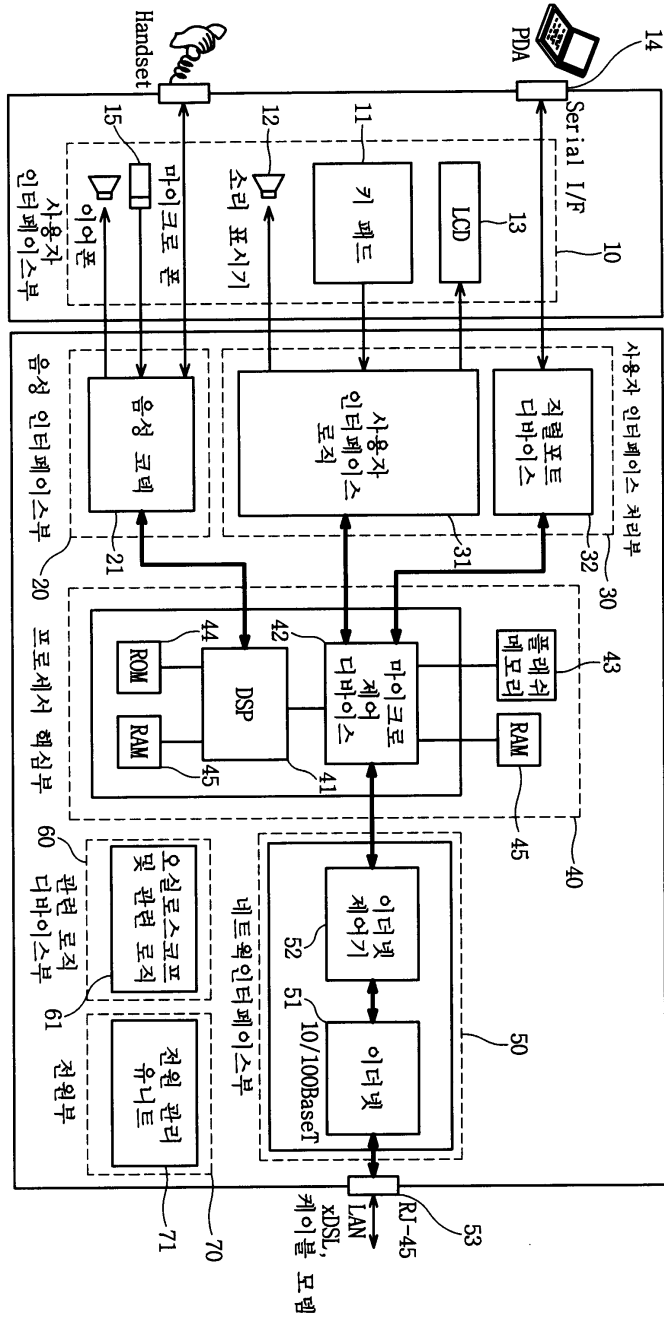 PDA
14
Serial I/F
Handset
15
마이크로 폰
이어폰
사용자
인터페이스부
12
소리 표시기
11
키 패드
LCD
13
10
음성 인터페이스부
음성 코덱
21
20
사용자
인터페이스
로직
31
직렬포트
디바이스
32
30
사용자 인터페이스 처리부
프로세서 핵심부
44
ROM
RAM
45
DSP
41
42
마이크로
제어
디바이스
플래쉬
메모리
43
RAM
45
40
60
관련 로직
디바이스부
오실로스코프
및 관련 로직
61
전원부
전원 관리
유니트
71
70
네트웍인터페이스부
이더넷
제어기
52
51
10/100BaseT
이더넷
50
RJ-45
53
LAN
xDSL,
케이블 모뎀